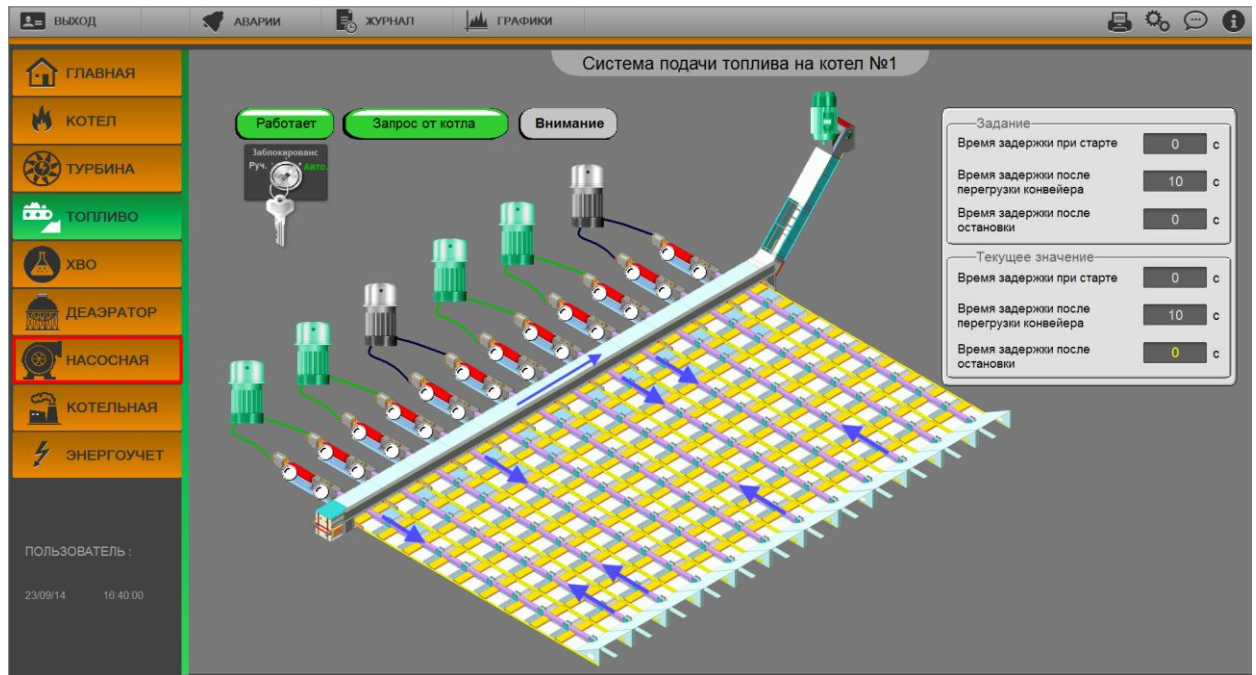 ВЫХОД
АВАРИИ
ЖУРНАЛ
ГРАФИКИ
Система подачи топлива на котел №1
ГЛАВНАЯ
КОТЕЛ
ТУРБИНА
ТОПЛИВО
ХВО
ДЕАЭРАТОР
НАСОСНАЯ
КОТЕЛЬНАЯ
ЭНЕРГОУЧЕТ
ПОЛЬЗОВАТЕЛЬ :
23/09/14 16:40:00
Работает
Запрос от котла
Внимание
Заблокированс
Руч. Авто.
Задание
Время задержки при старте 0 с
Время задержки после
перегрузки конвейера 10 с
Время задержки после
остановки 0 с
Текущее значение
Время задержки при старте 0 с
Время задержки после
перегрузки конвейера 10 с
Время задержки после
остановки 0 с